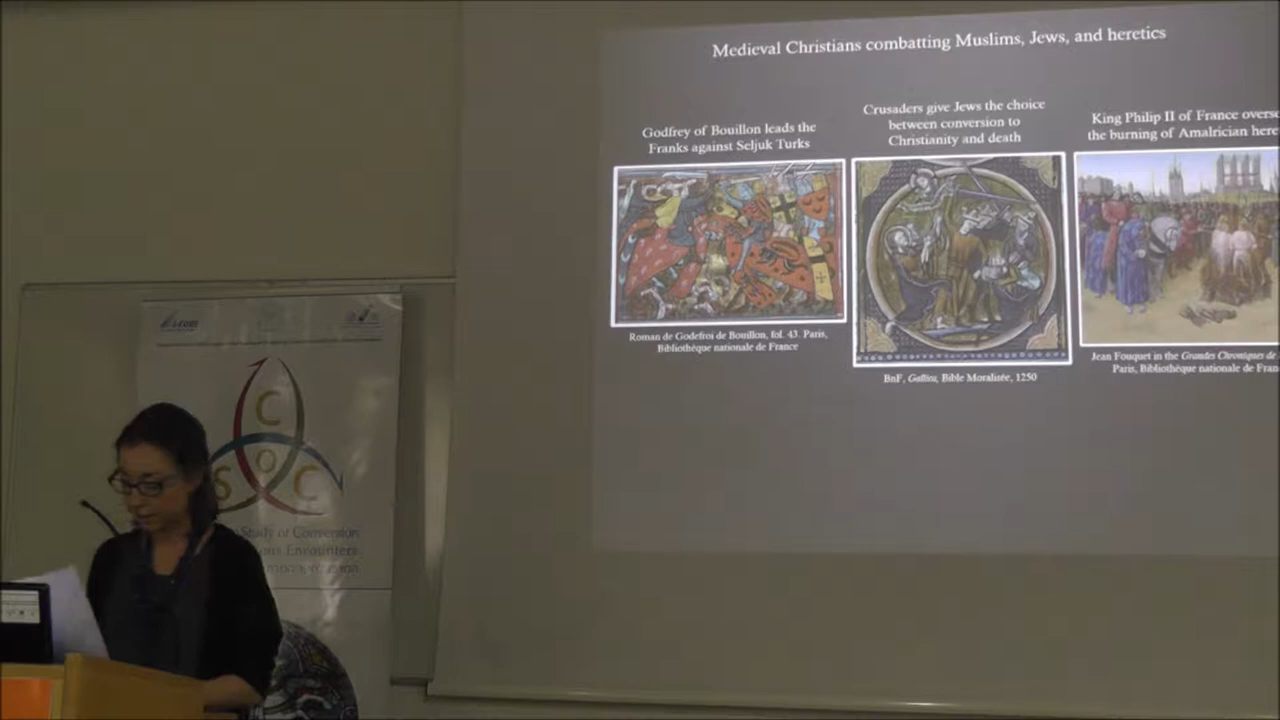 Medieval Christians combatting Muslims, Jews, and heretics
Godfrey of Bouillon leads the
Franks against Seljuk Turks
Roman de Godefroi de Bouillon, fol. 43. Paris,
Bibliothèque nationale de France
Crusaders give Jews the choice
between conversion to
Christianity and death
BnF, Gallica, Bible Moralisée, 1250
King Philip II of France overs
the burning of Amalrician here
Jean Fouquet in the Grandes Chroniques de
Paris, Bibliothèque nationale de Fran
C
S O C
Study of Conversion
ous Encounters